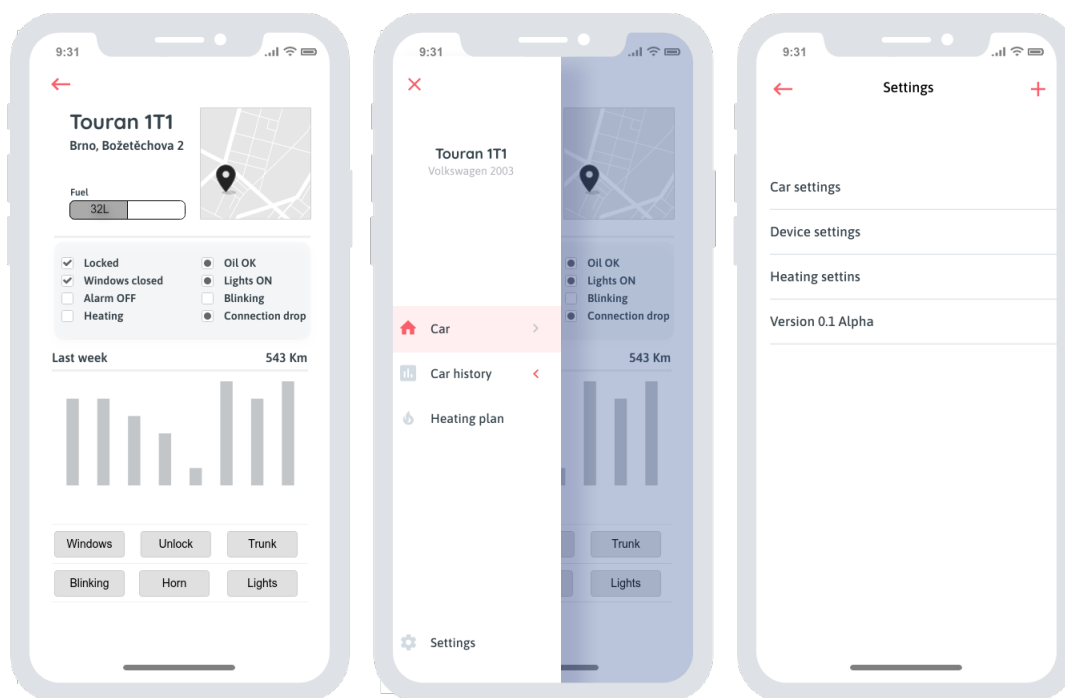 9:31
Touran 1T1
Brno, Božetěchova 2
Fuel
32L
Locked
Windows closed
Alarm OFF
Heating
Oil OK
Lights ON
Blinking
Connection drop
Last week 543 Km
Windows Unlock Trunk
Blinking Horn Lights
9:31
Touran 1T1
Volkswagen 2003
Car
Car history
Heating plan
Settings
Oil OK
Lights ON
Blinking
Connection drop
543 Km
Trunk
Lights
9:31
Settings
Car settings
Device settings
Heating settins
Version 0.1 Alpha